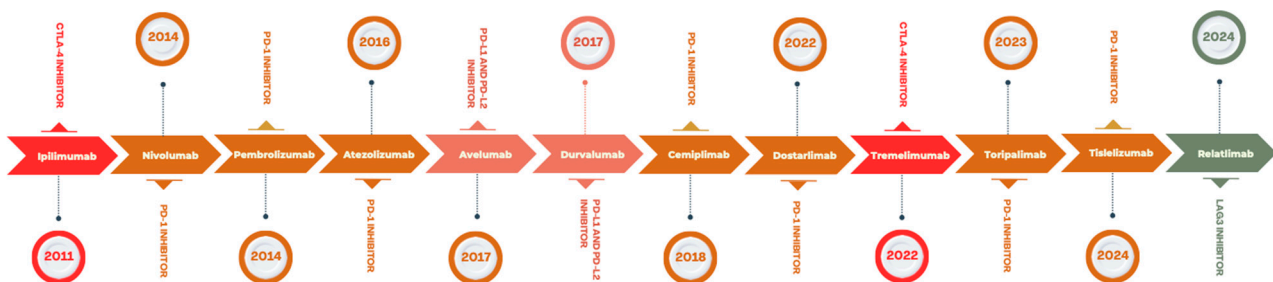 CTLA-4 INHIBITOR
2014
PD-1 INHIBITOR
2016
PD-L1 AND PD-L2
INHIBITOR
2017
PD-1 INHIBITOR
2022
CTLA-4 INHIBITOR
2023
PD-1 INHIBITOR
2024
Ipilimumab
Nivolumab
Pembrolizumab
Atezolizumab
Avelumab
Durvalumab
Cemiplimab
Dostarlimab
Tremelimumab
Toripalimab
Tislelizumab
Relatlimab
2011
PD-1 INHIBITOR
2014
PD-1 INHIBITOR
2017
PD-L1 AND PD-L2
INHIBITOR
2018
PD-1 INHIBITOR
2022
PD-1 INHIBITOR
2024
LAG3 INHIBITOR